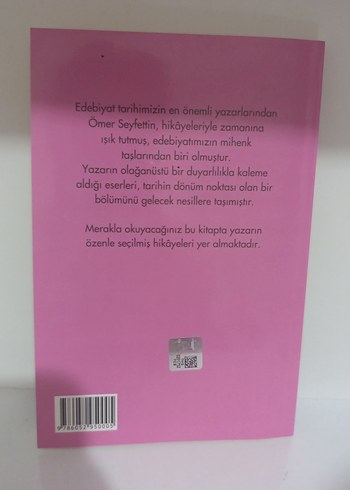 Edebiyat tarihimizin en önemli yazarlarından
Ömer Seyfettin, hikâyeleriyle zamanına
ışık tutmuş, edebiyatımızın mihenk
taşlarından biri olmuştur.
Yazarın olağanüstü bir duyarlılıkla kaleme
aldığı eserleri, tarihin dönüm noktası olan bir
bölümünü gelecek nesillere taşımıştır.
Merakla okuyacağınız bu kitapta yazarın
özenle seçilmiş hikâyeleri yer almaktadır.